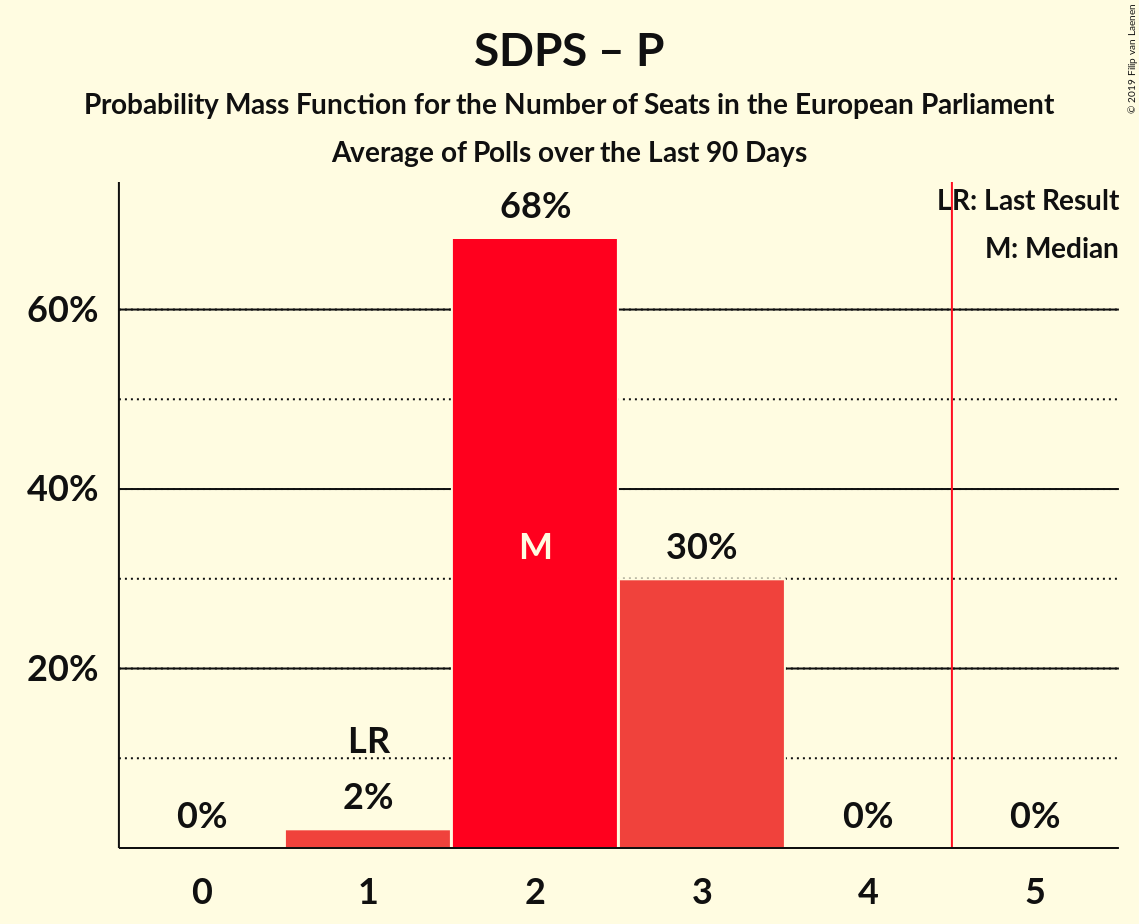 SDPS – P
Probability Mass Function for the Number of Seats in the European Parliament
Average of Polls over the Last 90 Days
© 2019 Filip van Laenen
LR: Last Result
M: Median
68%
60%
40%
M
30%
20%
LR
2%
0%
0%
0%
0 1 2 3 4 5